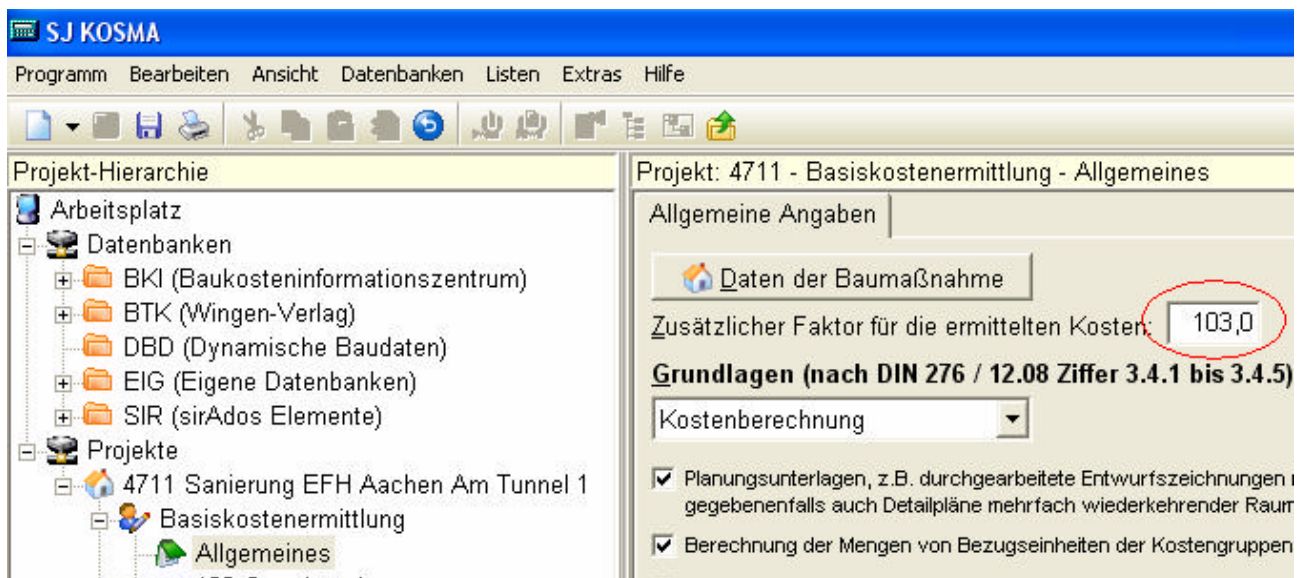 SJ KOSMA
Programm Bearbeiten Ansicht Datenbanken Listen Extras Hilfe
Projekt-Hierarchie
Arbeitsplatz
Datenbanken
BKI (Baukosteninformationszentrum)
BTK (Wingen-Verlag)
DBD (Dynamische Baudaten)
EIG (Eigene Datenbanken)
SIR (sirAdos Elemente)
Projekte
4711 Sanierung EFH Aachen Am Tunnel 1
Basiskostenermittlung
Allgemeines
Projekt: 4711 - Basiskostenermittlung - Allgemeines
Allgemeine Angaben
Daten der Baumaßnahme
Zusätzlicher Faktor für die ermittelten Kosten: 103,0
Grundlagen (nach DIN 276 / 12.08 Ziffer 3.4.1 bis 3.4.5)
Kostenberechnung
Planungsunterlagen, z.B. durchgearbeitete Entwurfszeichnungen
gegebenenfalls auch Detailpläne mehrfach wiederkehrender Raum
Berechnung der Mengen von Bezugseinheiten der Kostengruppen